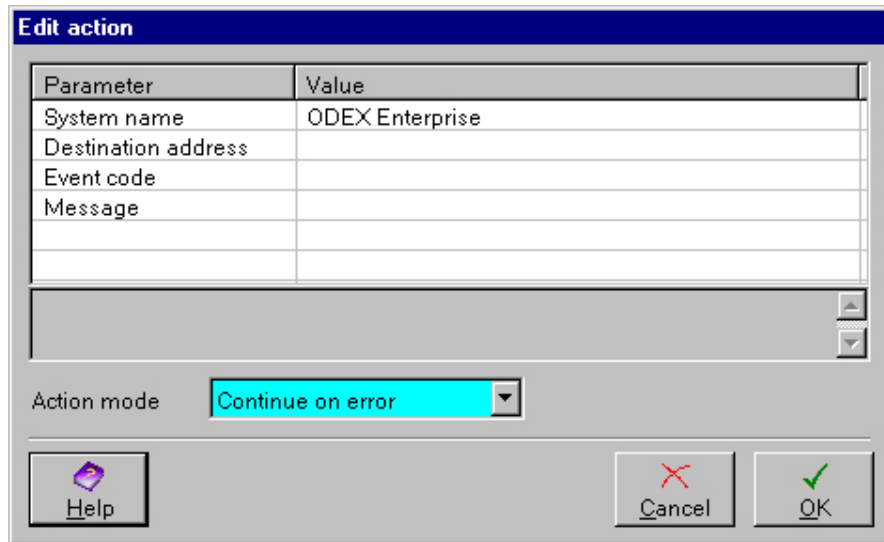 Edit action
Parameter Value
System name ODEX Enterprise
Destination address
Event code
Message
Action mode Continue on error
Help Cancel OK